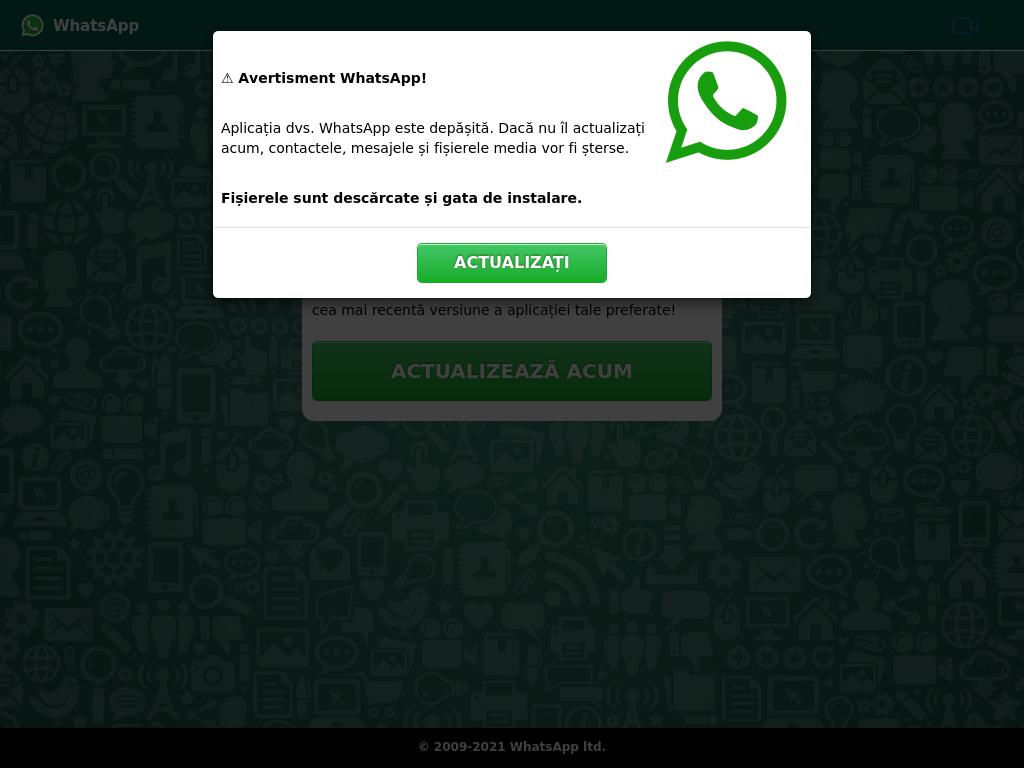 WhatsApp
⚠ Avertisment WhatsApp!
Aplicația dvs. WhatsApp este depășită. Dacă nu îl actualizați
acum, contactele, mesajele și fișierele media vor fi șterse.
Fișierele sunt descărcate și gata de instalare.
ACTUALIZAȚI
cea mai recentă versiune a aplicației tale preferate!
ACTUALIZEAZĂ ACUM
© 2009-2021 WhatsApp ltd.